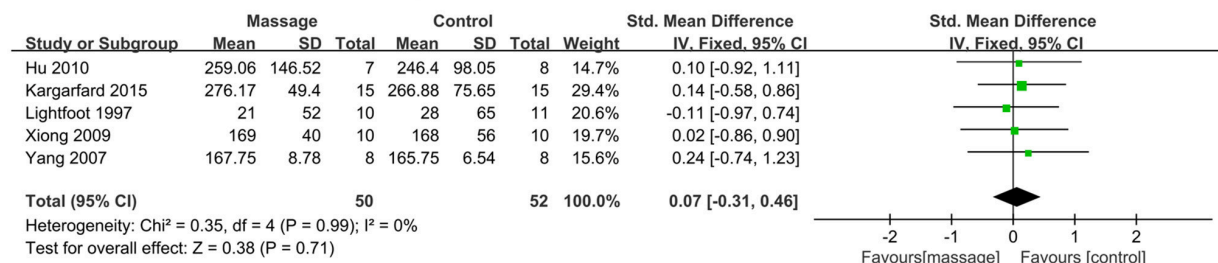 Massage Control Std. Mean Difference Std. Mean Difference
Study or Subgroup Mean SD Total Mean SD Total Weight IV, Fixed, 95% CI IV, Fixed, 95% CI
Hu 2010 259.06 146.52 7 246.4 98.05 8 14.7% 0.10 [-0.92, 1.11]
Kargarfard 2015 276.17 49.4 15 266.88 75.65 15 29.4% 0.14 [-0.58, 0.86]
Lightfoot 1997 21 52 10 28 65 11 20.6% -0.11 [-0.97, 0.74]
Xiong 2009 169 40 10 168 56 10 19.7% 0.02 [-0.86, 0.90]
Yang 2007 167.75 8.78 8 165.75 6.54 8 15.6% 0.24 [-0.74, 1.23]
Total (95% CI) 50 52 100.0% 0.07 [-0.31, 0.46]
Heterogeneity: Chi² = 0.35, df = 4 (P = 0.99); I² = 0%
Test for overall effect: Z = 0.38 (P = 0.71)
-2 -1 0 1 2
Favours[massage] Favours [control]